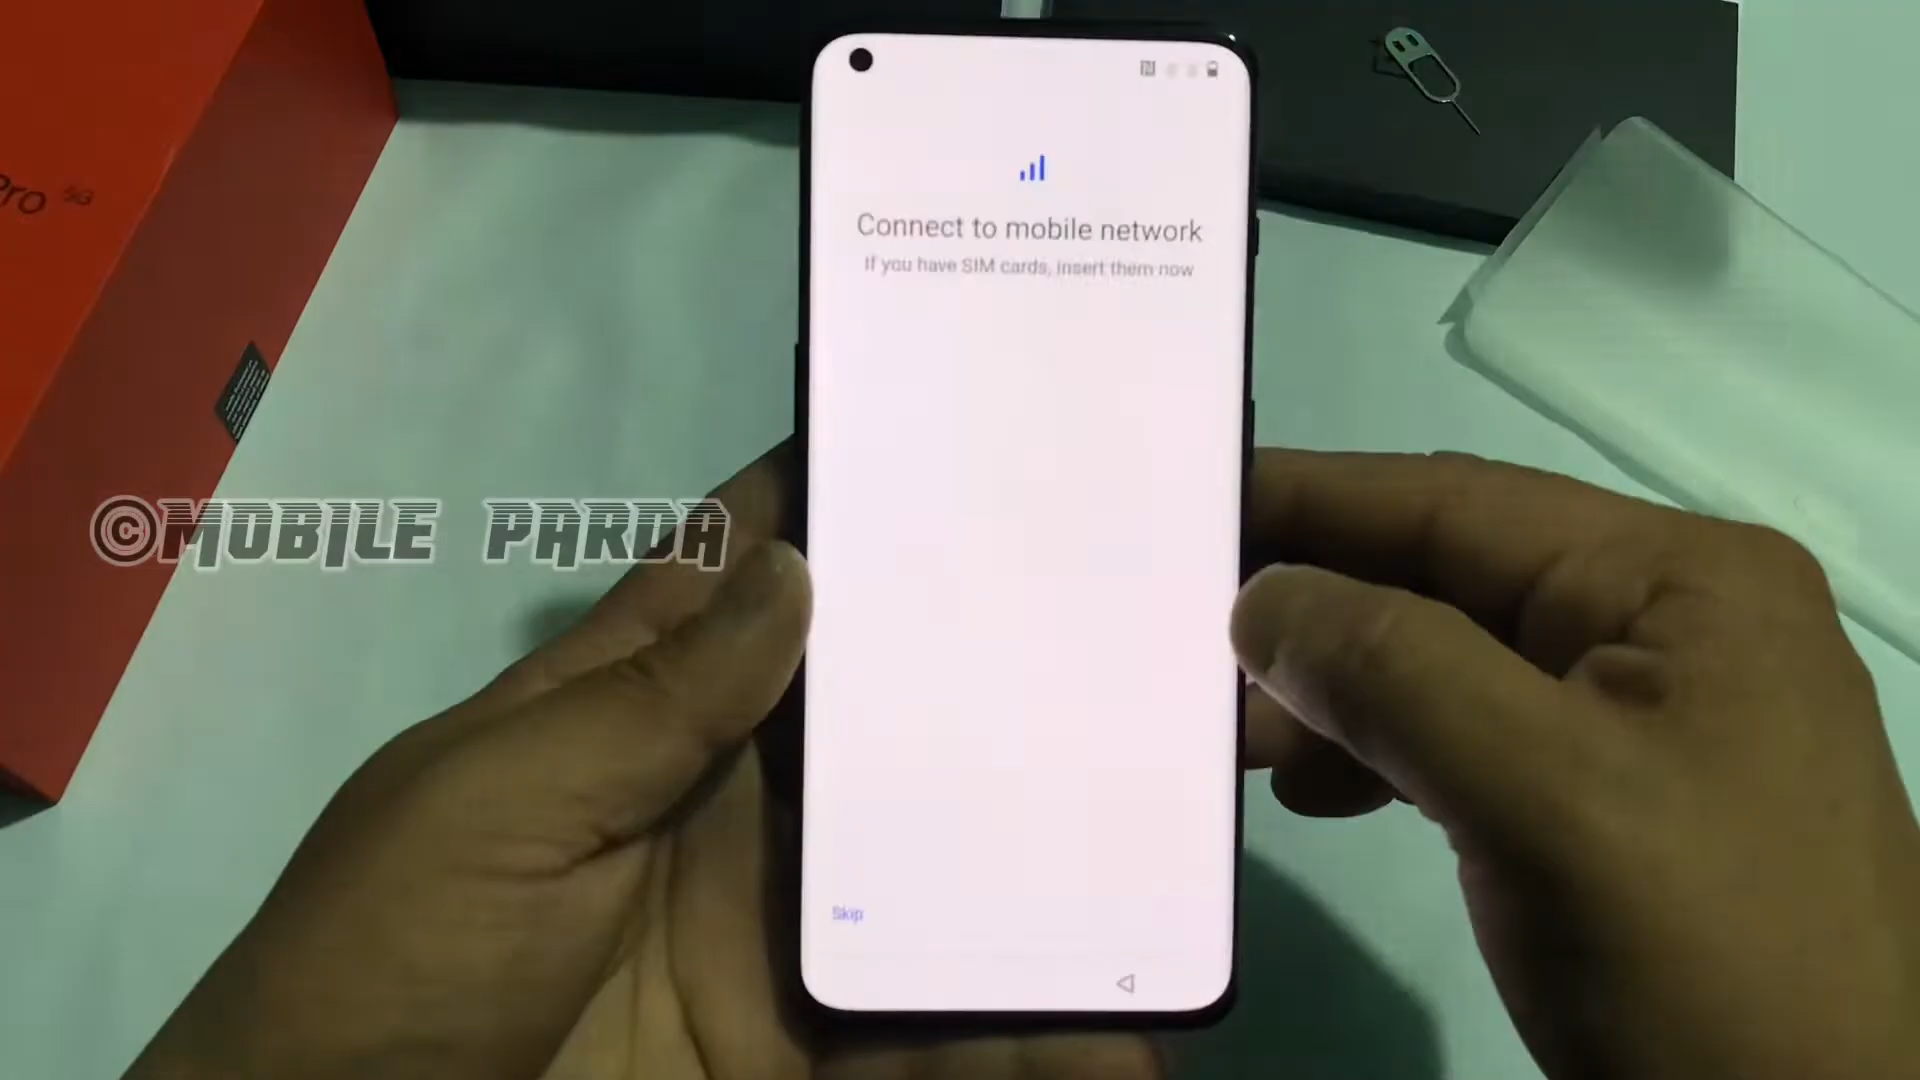 Pro 5G
Connect to mobile network
If you have SIM cards, insert them now
©MOBILE PARDA
Skip